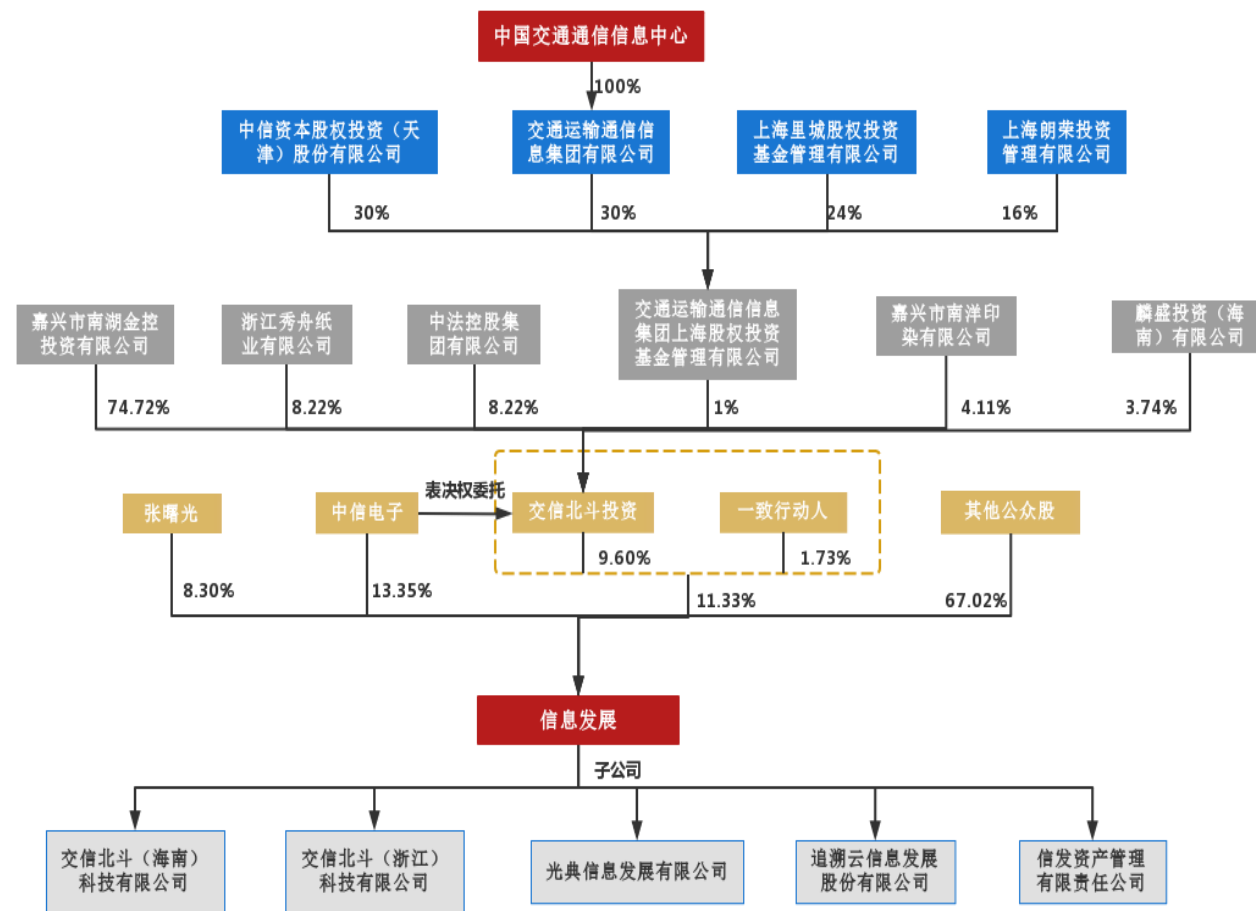 中国交通通信信息中心
100%
中信资本股权投资（天
津）股份有限公司
交通运输通信信
息集团有限公司
上海里城股权投资
基金管理有限公司
上海朗荣投资
管理有限公司
30%
30%
24%
16%
嘉兴市南湖金控
投资有限公司
浙江秀舟纸
业有限公司
中法控股集
团有限公司
交通运输通信信息
集团上海股权投资
基金管理有限公司
嘉兴市南洋印
染有限公司
麟盛投资（海
南）有限公司
74.72%
8.22%
8.22%
1%
4.11%
3.74%
张曙光
中信电子
表决权委托
交信北斗投资
一致行动人
其他公众股
9.60%
1.73%
8.30%
13.35%
11.33%
67.02%
信息发展
子公司
交信北斗（海南）
科技有限公司
交信北斗（浙江）
科技有限公司
光典信息发展有限公司
追溯云信息发展
股份有限公司
信发资产管理
有限责任公司